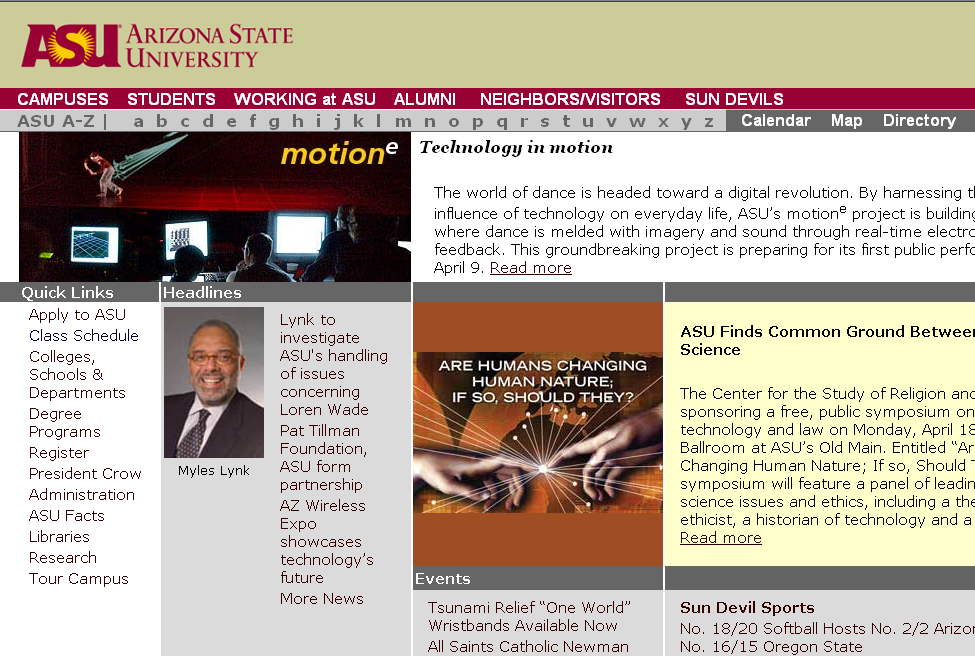 ASU ARIZONA STATE
UNIVERSITY
CAMPUSES STUDENTS WORKING at ASU ALUMNI NEIGHBORS/VISITORS SUN DEVILS
ASU A-Z | a b c d e f g h i j k l m n o p q r s t u v w x y z Calendar Map Directory
motione
Technology in motion
The world of dance is headed toward a digital revolution. By harnessing
influence of technology on everyday life, ASU's motione project is building
where dance is melded with imagery and sound through real-time
feedback. This groundbreaking project is preparing for its first public
April 9. Read more
Quick Links
Apply to ASU
Class Schedule
Colleges,
Schools &
Departments
Degree
Programs
Register
President Crow
Administration
ASU Facts
Libraries
Research
Tour Campus
Headlines
Myles Lynk
Lynk to
investigate
ASU's handling
of issues
concerning
Loren Wade
Pat Tillman
Foundation,
ASU form
partnership
AZ Wireless
Expo
showcases
technology's
future
More News
ARE HUMANS CHANGING
HUMAN NATURE;
IF SO, SHOULD THEY?
ASU Finds Common Ground Between
Science
The Center for the Study of Religion and
sponsoring a free, public symposium on
technology and law on Monday, April 18
Ballroom at ASU's Old Main. Entitled "Are
Changing Human Nature; If so, Should
symposium will feature a panel of leading
science issues and ethics, including a
ethicist, a historian of technology and a
Read more
Events
Tsunami Relief "One World"
Wristbands Available Now
All Saints Catholic Newman
Sun Devil Sports
No. 18/20 Softball Hosts No. 2/2
No. 16/15 Oregon State